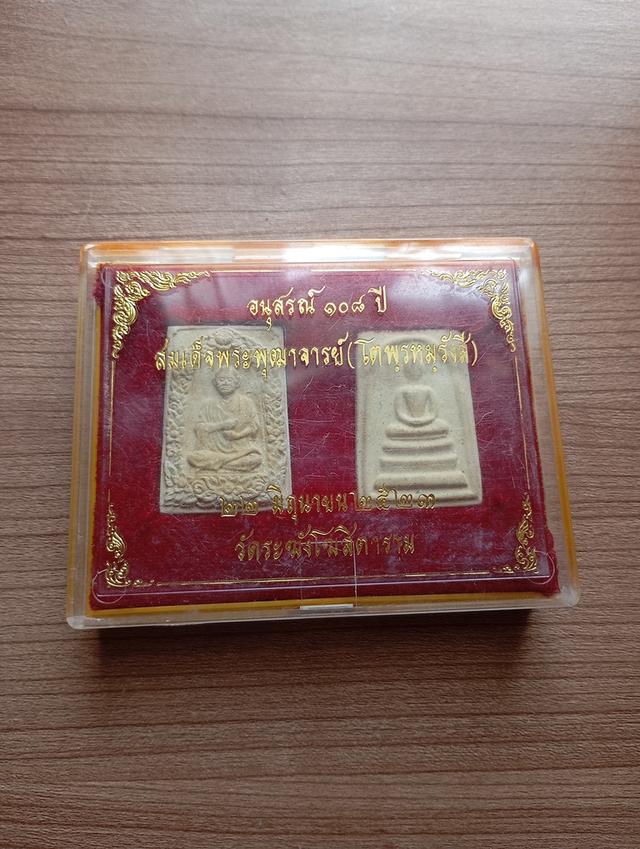 อนุสรณ์ ๑๐๘ ปี
สมเด็จพระพุฒาจารย์(โตพฺรหฺมฺรํสี)
๒๒ มิถุนายน ๒๕๒๓
วัดระฆังโฆสิตาราม